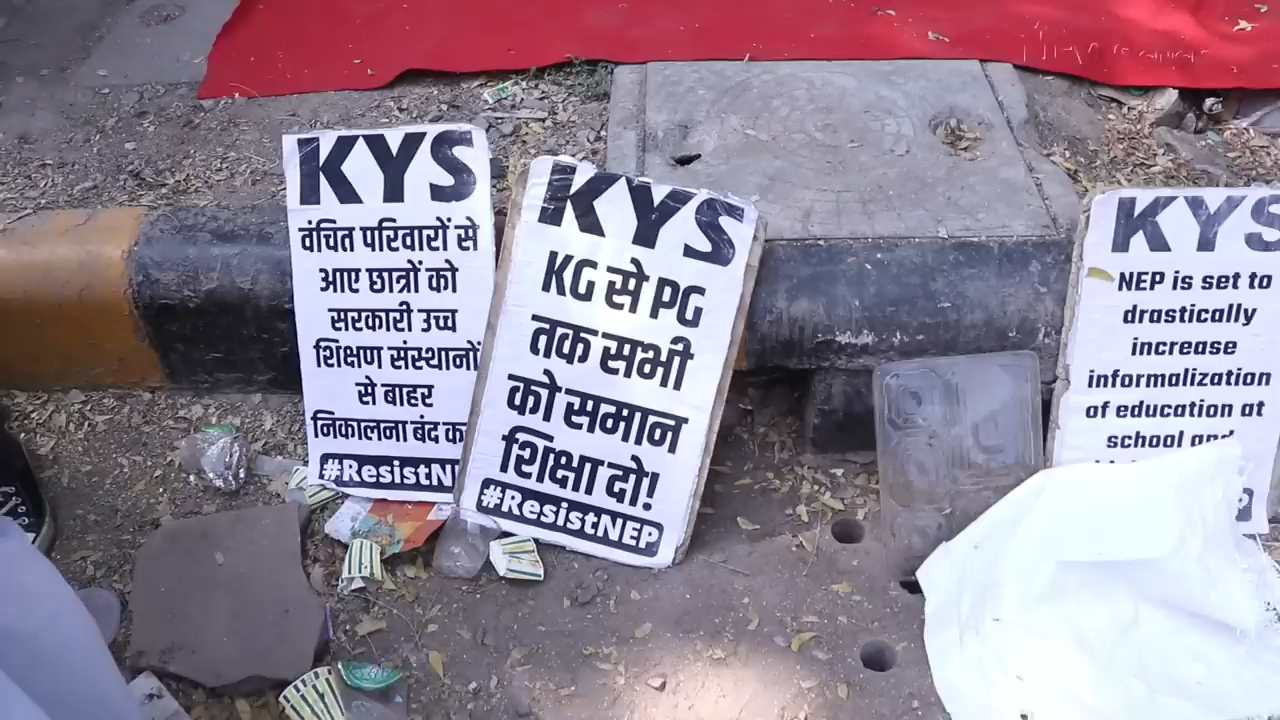 KYS
वंचित परिवारों से
आए छात्रों को
सरकारी उच्च
शिक्षण संस्थानों
से बाहर
निकालना बंद
#ResistNEP
KYS
KG से PG
तक सभी
को समान
शिक्षा दो!
#ResistNEP
KYS
NEP is set to
drastically
increase
informalization
of education at
school and